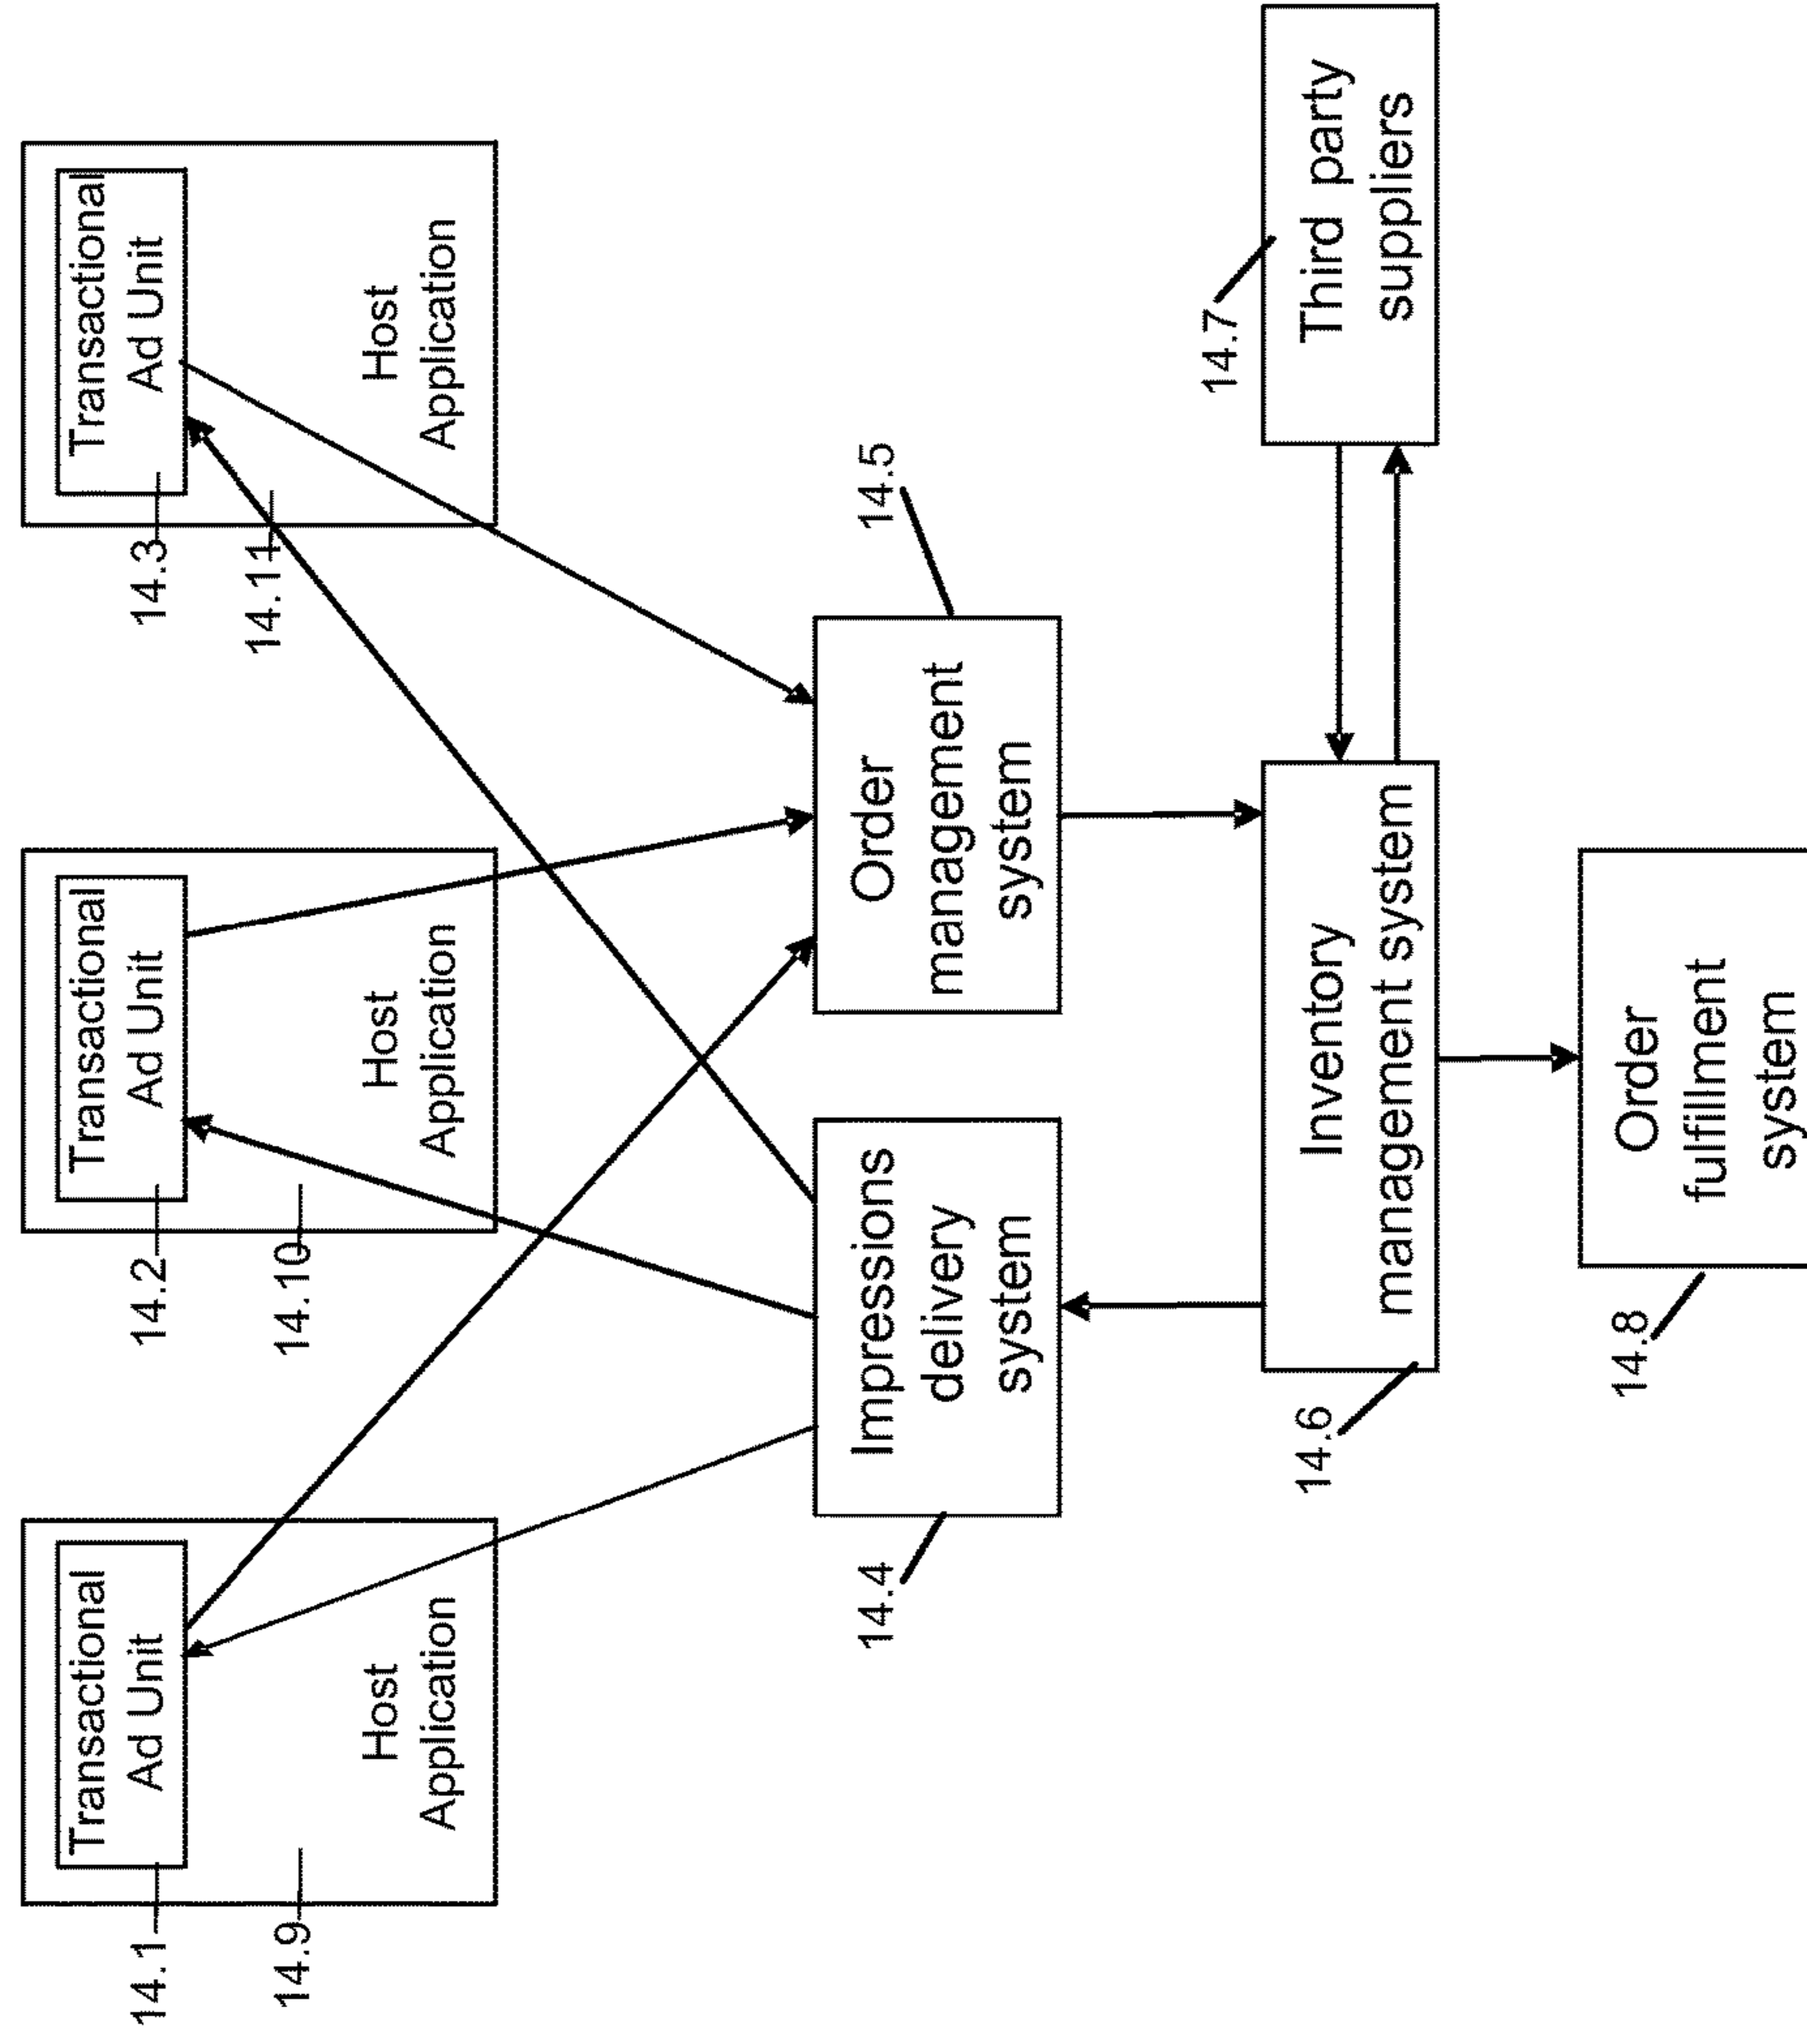 Transactional
Ad Unit
Host
Application
14.1
14.9
Transactional
Ad Unit
Host
Application
14.2
14.10
Transactional
Ad Unit
Host
Application
14.3
14.11
Impressions
delivery
system
14.4
Order
management
system
14.5
Inventory
management system
14.6
Third party
suppliers
14.7
Order
fulfillment
system
14.8